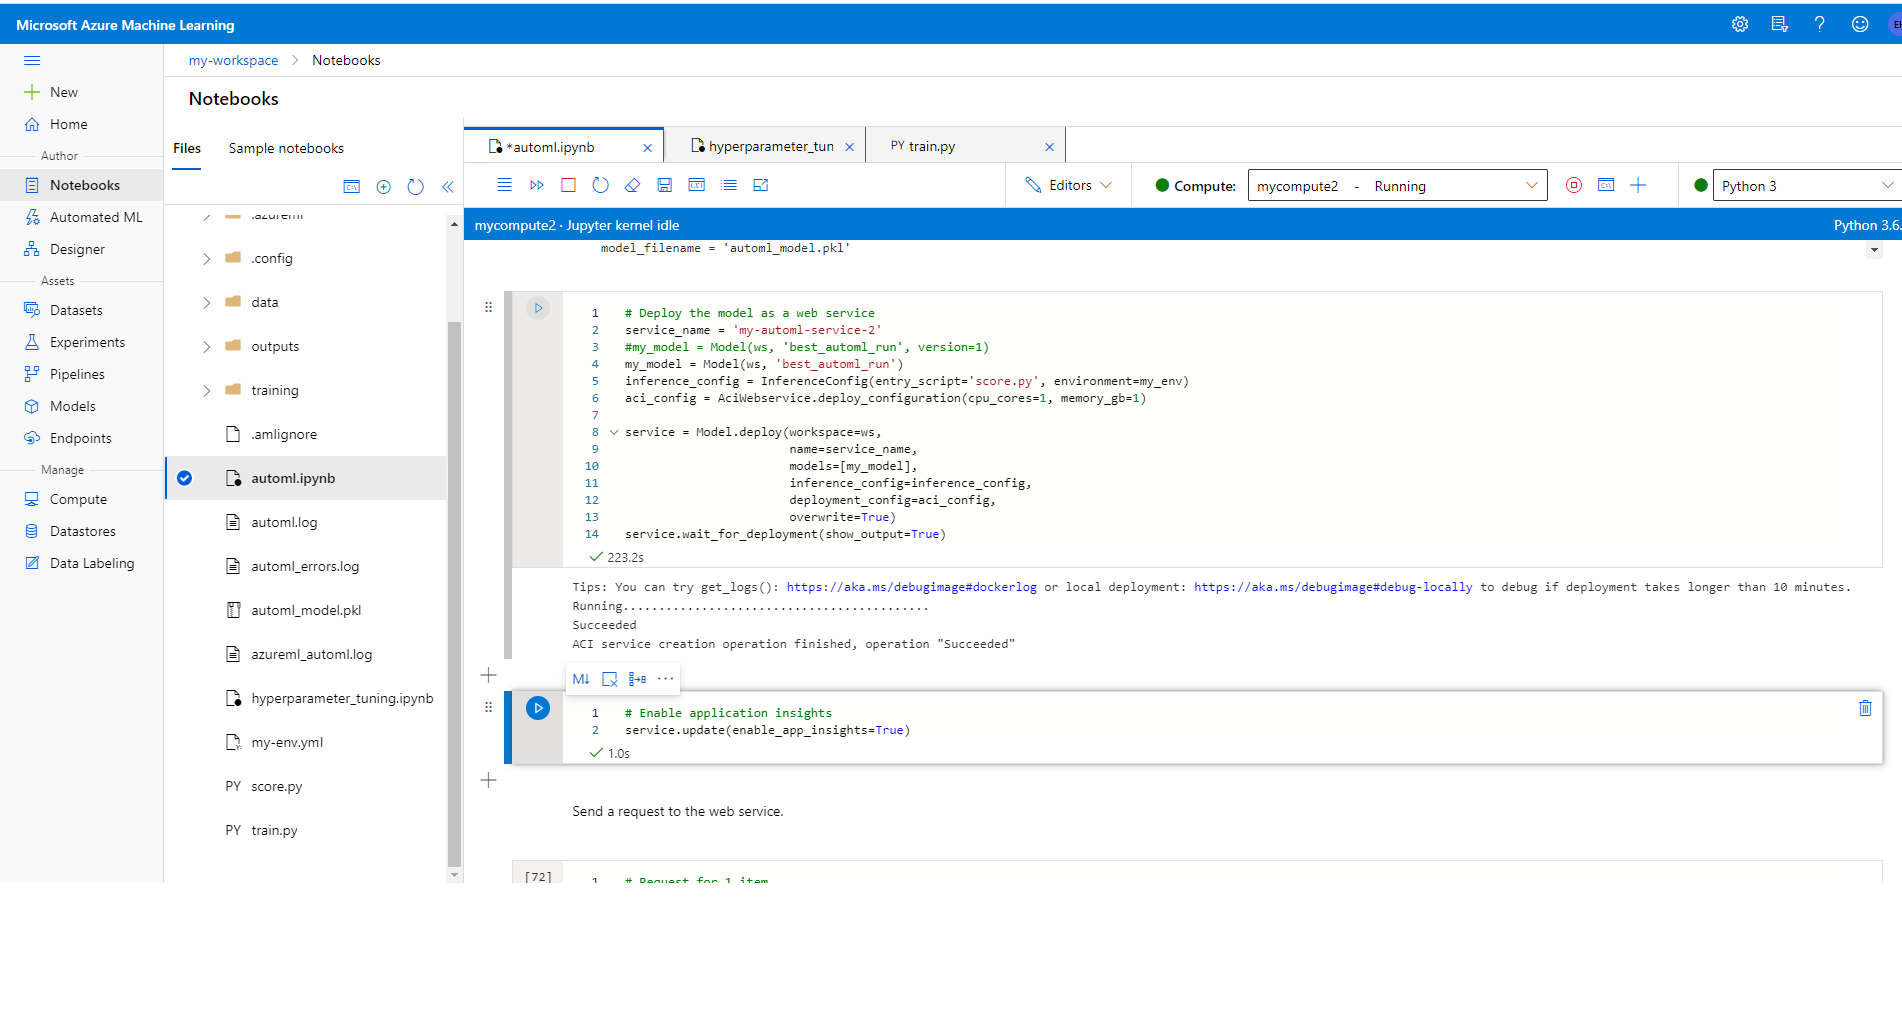 Microsoft Azure Machine Learning
EH
my-workspace > Notebooks
New
Home
Author
Notebooks
Automated ML
Designer
Assets
Datasets
Experiments
Pipelines
Models
Endpoints
Manage
Compute
Datastores
Data Labeling
Notebooks
Files
Sample notebooks
.azureml
.config
data
outputs
training
.amlignore
automl.ipynb
automl.log
automl_errors.log
automl_model.pkl
azureml_automl.log
hyperparameter_tuning.ipynb
my-env.yml
PY score.py
PY train.py
*automl.ipynb
hyperparameter_tun
PY train.py
Editors
Compute: mycompute2 - Running
Python 3
mycompute2 · Jupyter kernel idle
Python 3.6.
model_filename = 'automl_model.pkl'
1 # Deploy the model as a web service
2 service_name = 'my-automl-service-2'
3 #my_model = Model(ws, 'best_automl_run', version=1)
4 my_model = Model(ws, 'best_automl_run')
5 inference_config = InferenceConfig(entry_script='score.py', environment=my_env)
6 aci_config = AciWebservice.deploy_configuration(cpu_cores=1, memory_gb=1)
7
8 service = Model.deploy(workspace=ws,
9 name=service_name,
10 models=[my_model],
11 inference_config=inference_config,
12 deployment_config=aci_config,
13 overwrite=True)
14 service.wait_for_deployment(show_output=True)
223.2s
Tips: You can try get_logs(): https://aka.ms/debugimage#dockerlog or local deployment: https://aka.ms/debugimage#debug-locally to debug if deployment takes longer than 10 minutes.
Running...........................................
Succeeded
ACI service creation operation finished, operation "Succeeded"
M↓
1 # Enable application insights
2 service.update(enable_app_insights=True)
1.0s
Send a request to the web service.
[72]
1 # Request for 1 item